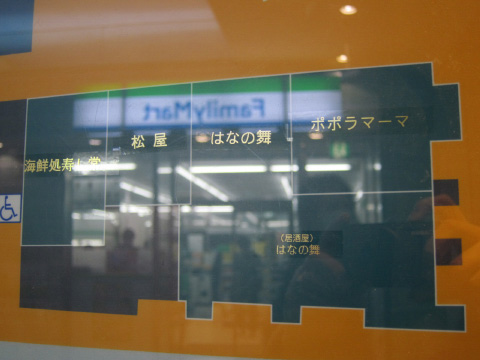 海鮮処寿し常
松屋
はなの舞
ポポラマーマ
(居酒屋)
はなの舞
FamilyMart